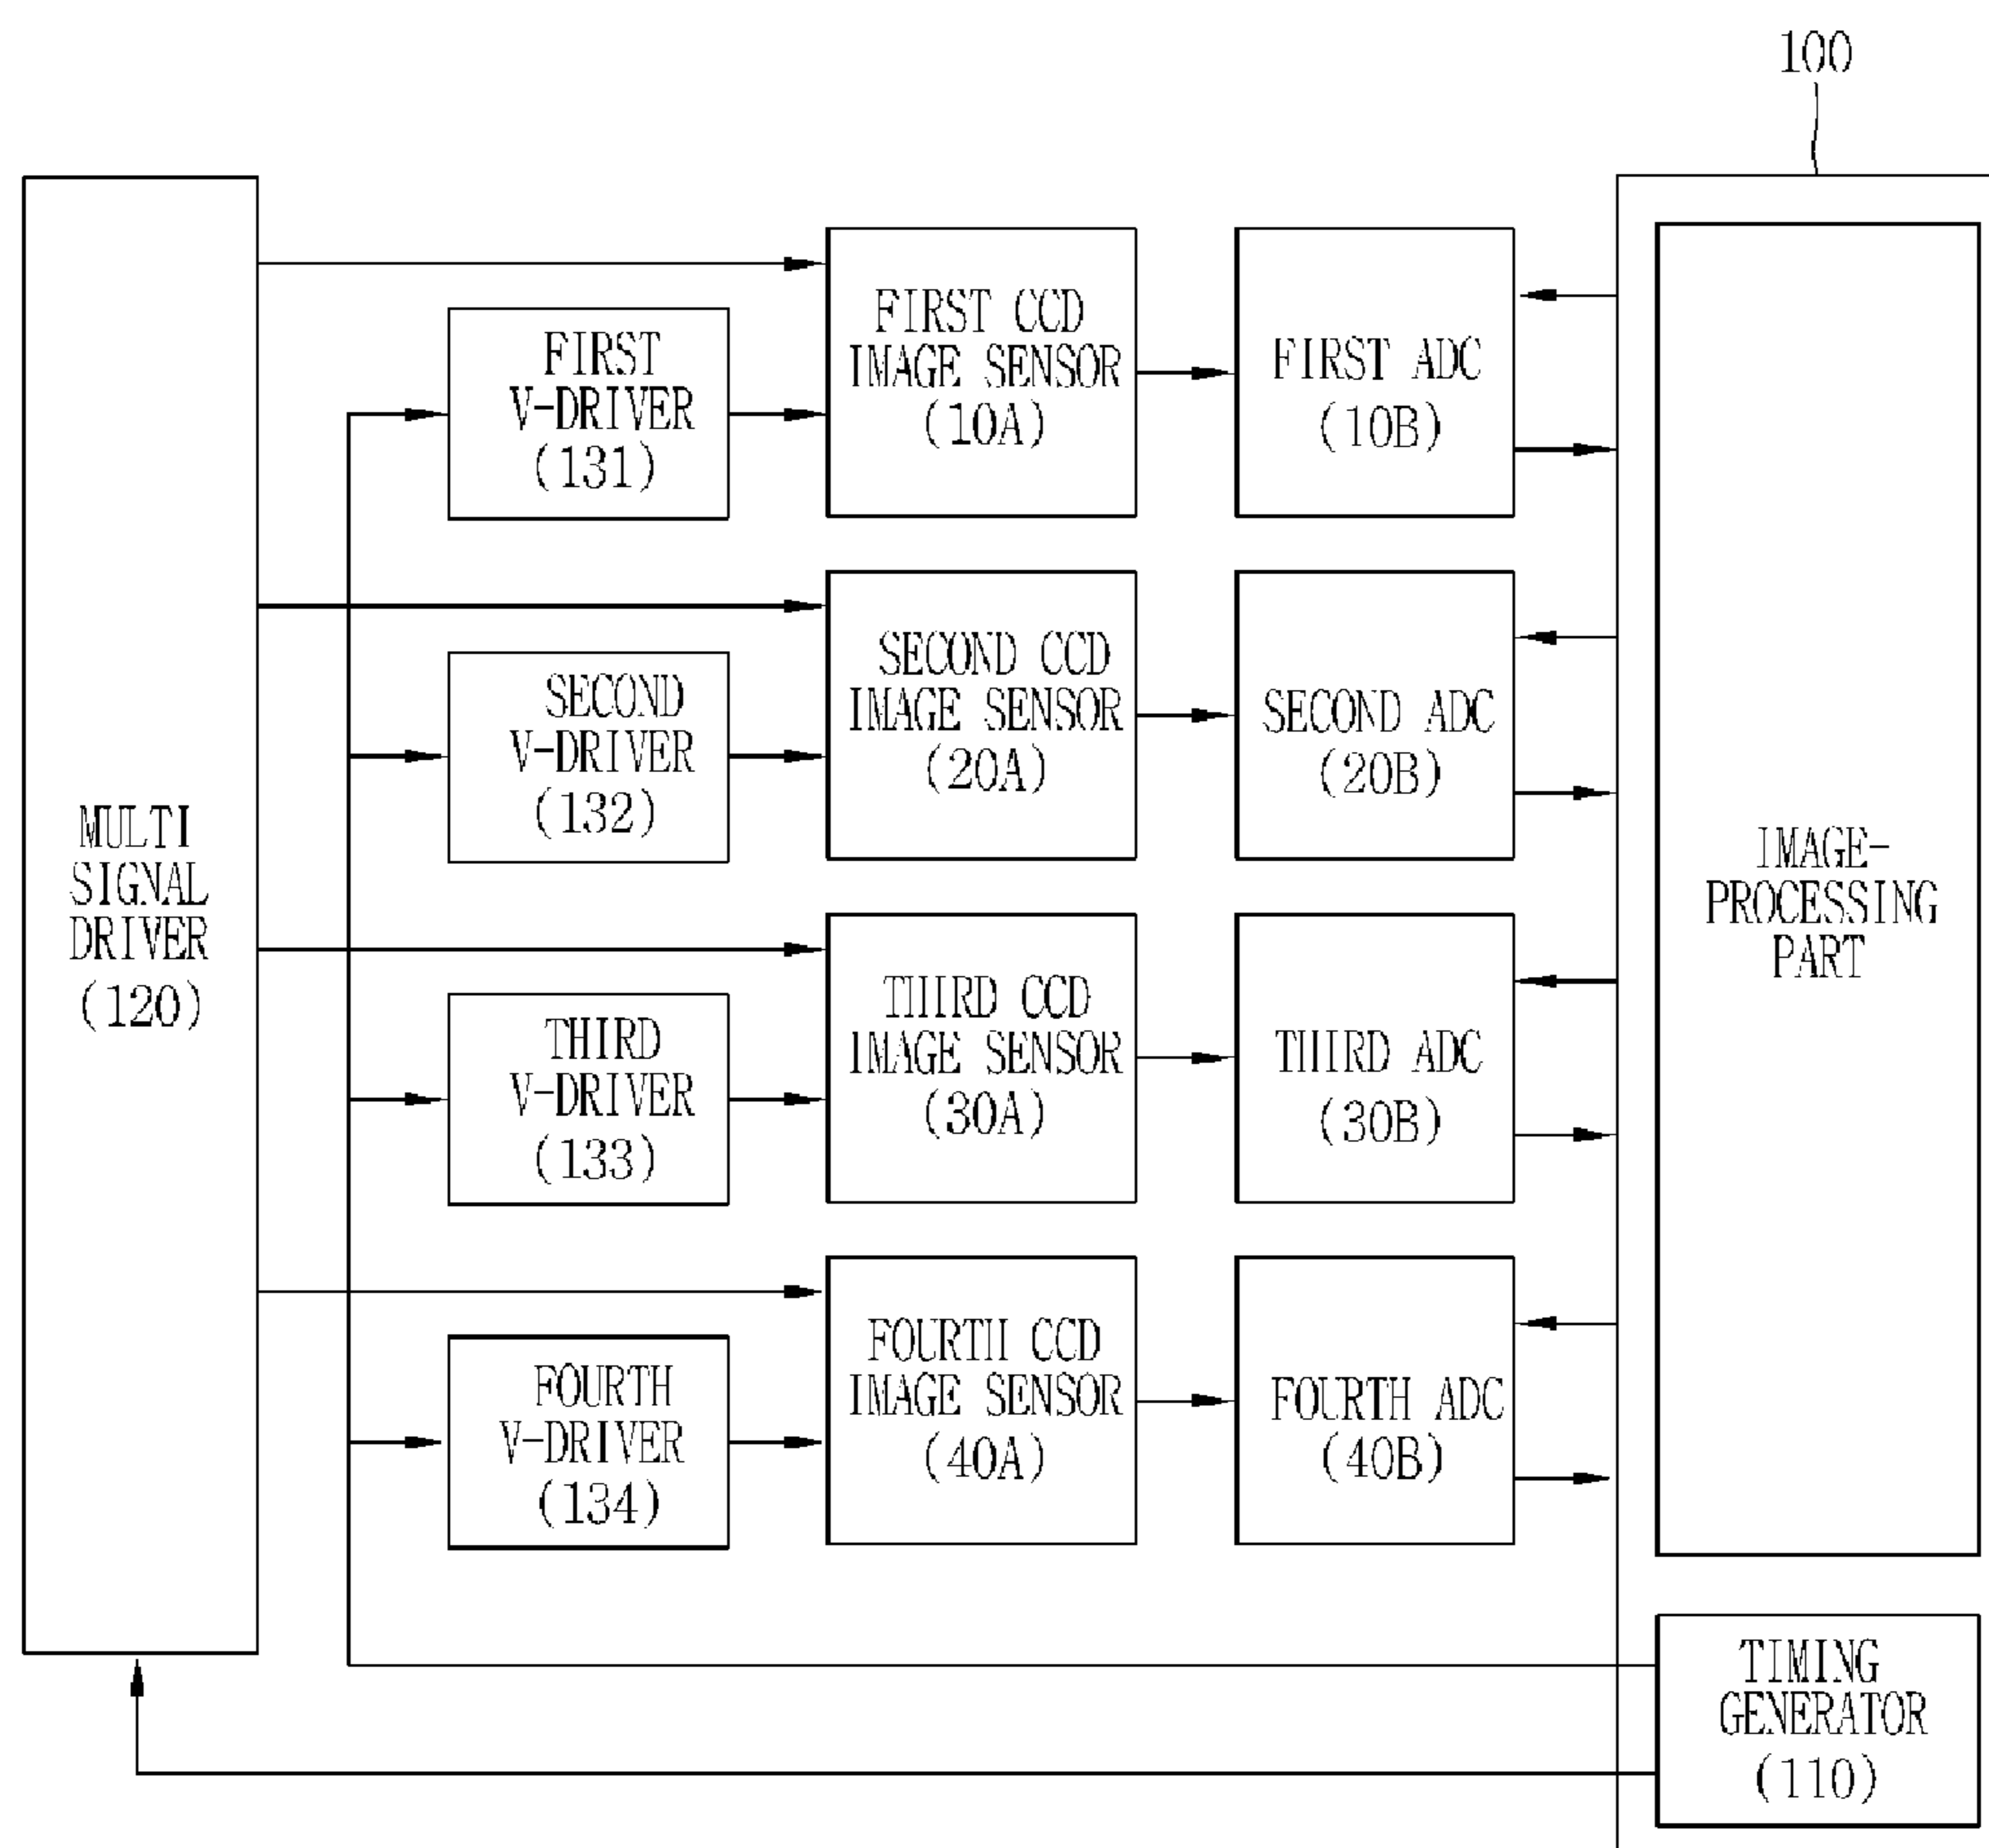 100
MULTI
SIGNAL
DRIVER
(120)
FIRST
V-DRIVER
(131)
FIRST CCD
IMAGE SENSOR
(10A)
FIRST ADC
(10B)
SECOND
V-DRIVER
(132)
SECOND CCD
IMAGE SENSOR
(20A)
SECOND ADC
(20B)
THIRD
V-DRIVER
(133)
THIRD CCD
IMAGE SENSOR
(30A)
THIRD ADC
(30B)
FOURTH
V-DRIVER
(134)
FOURTH CCD
IMAGE SENSOR
(40A)
FOURTH ADC
(40B)
IMAGE-
PROCESSING
PART
TIMING
GENERATOR
(110)